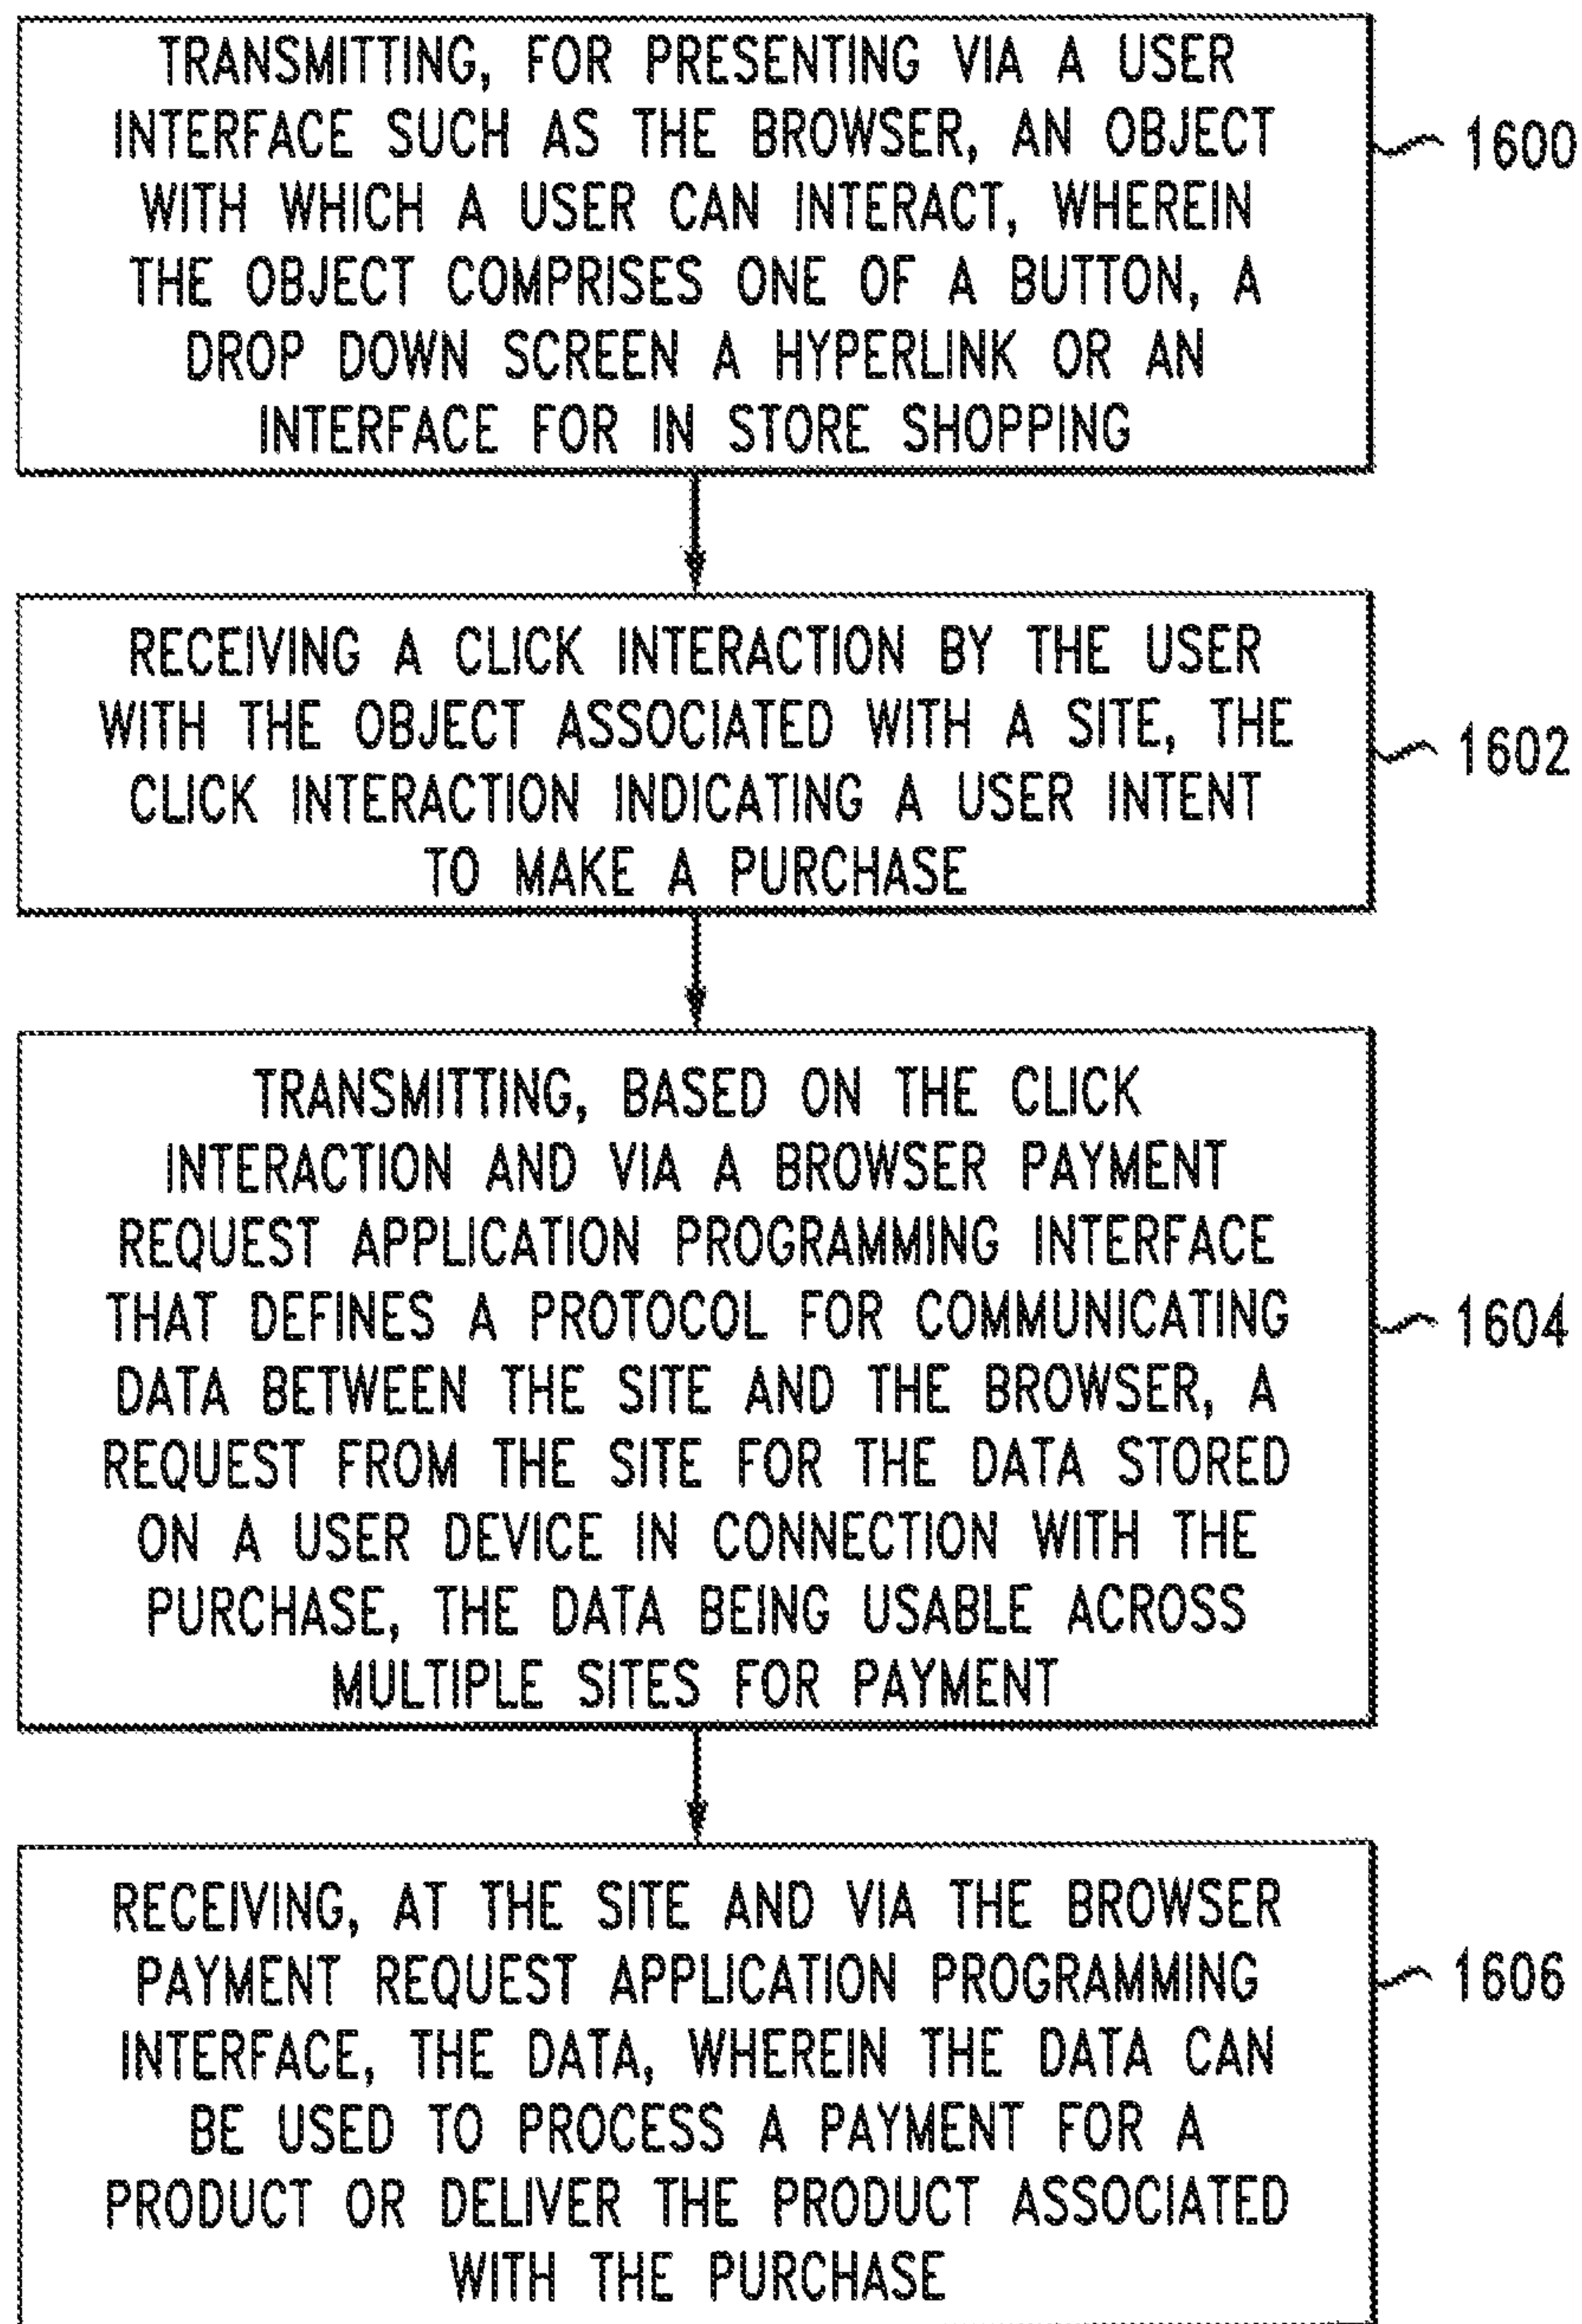 TRANSMITTING, FOR PRESENTING VIA A USER
INTERFACE SUCH AS THE BROWSER, AN OBJECT
WITH WHICH A USER CAN INTERACT, WHEREIN
THE OBJECT COMPRISES ONE OF A BUTTON, A
DROP DOWN SCREEN A HYPERLINK OR AN
INTERFACE FOR IN STORE SHOPPING
1600
RECEIVING A CLICK INTERACTION BY THE USER
WITH THE OBJECT ASSOCIATED WITH A SITE, THE
CLICK INTERACTION INDICATING A USER INTENT
TO MAKE A PURCHASE
1602
TRANSMITTING, BASED ON THE CLICK
INTERACTION AND VIA A BROWSER PAYMENT
REQUEST APPLICATION PROGRAMMING INTERFACE
THAT DEFINES A PROTOCOL FOR COMMUNICATING
DATA BETWEEN THE SITE AND THE BROWSER, A
REQUEST FROM THE SITE FOR THE DATA STORED
ON A USER DEVICE IN CONNECTION WITH THE
PURCHASE, THE DATA BEING USABLE ACROSS
MULTIPLE SITES FOR PAYMENT
1604
RECEIVING, AT THE SITE AND VIA THE BROWSER
PAYMENT REQUEST APPLICATION PROGRAMMING
INTERFACE, THE DATA, WHEREIN THE DATA CAN
BE USED TO PROCESS A PAYMENT FOR A
PRODUCT OR DELIVER THE PRODUCT ASSOCIATED
WITH THE PURCHASE
1606